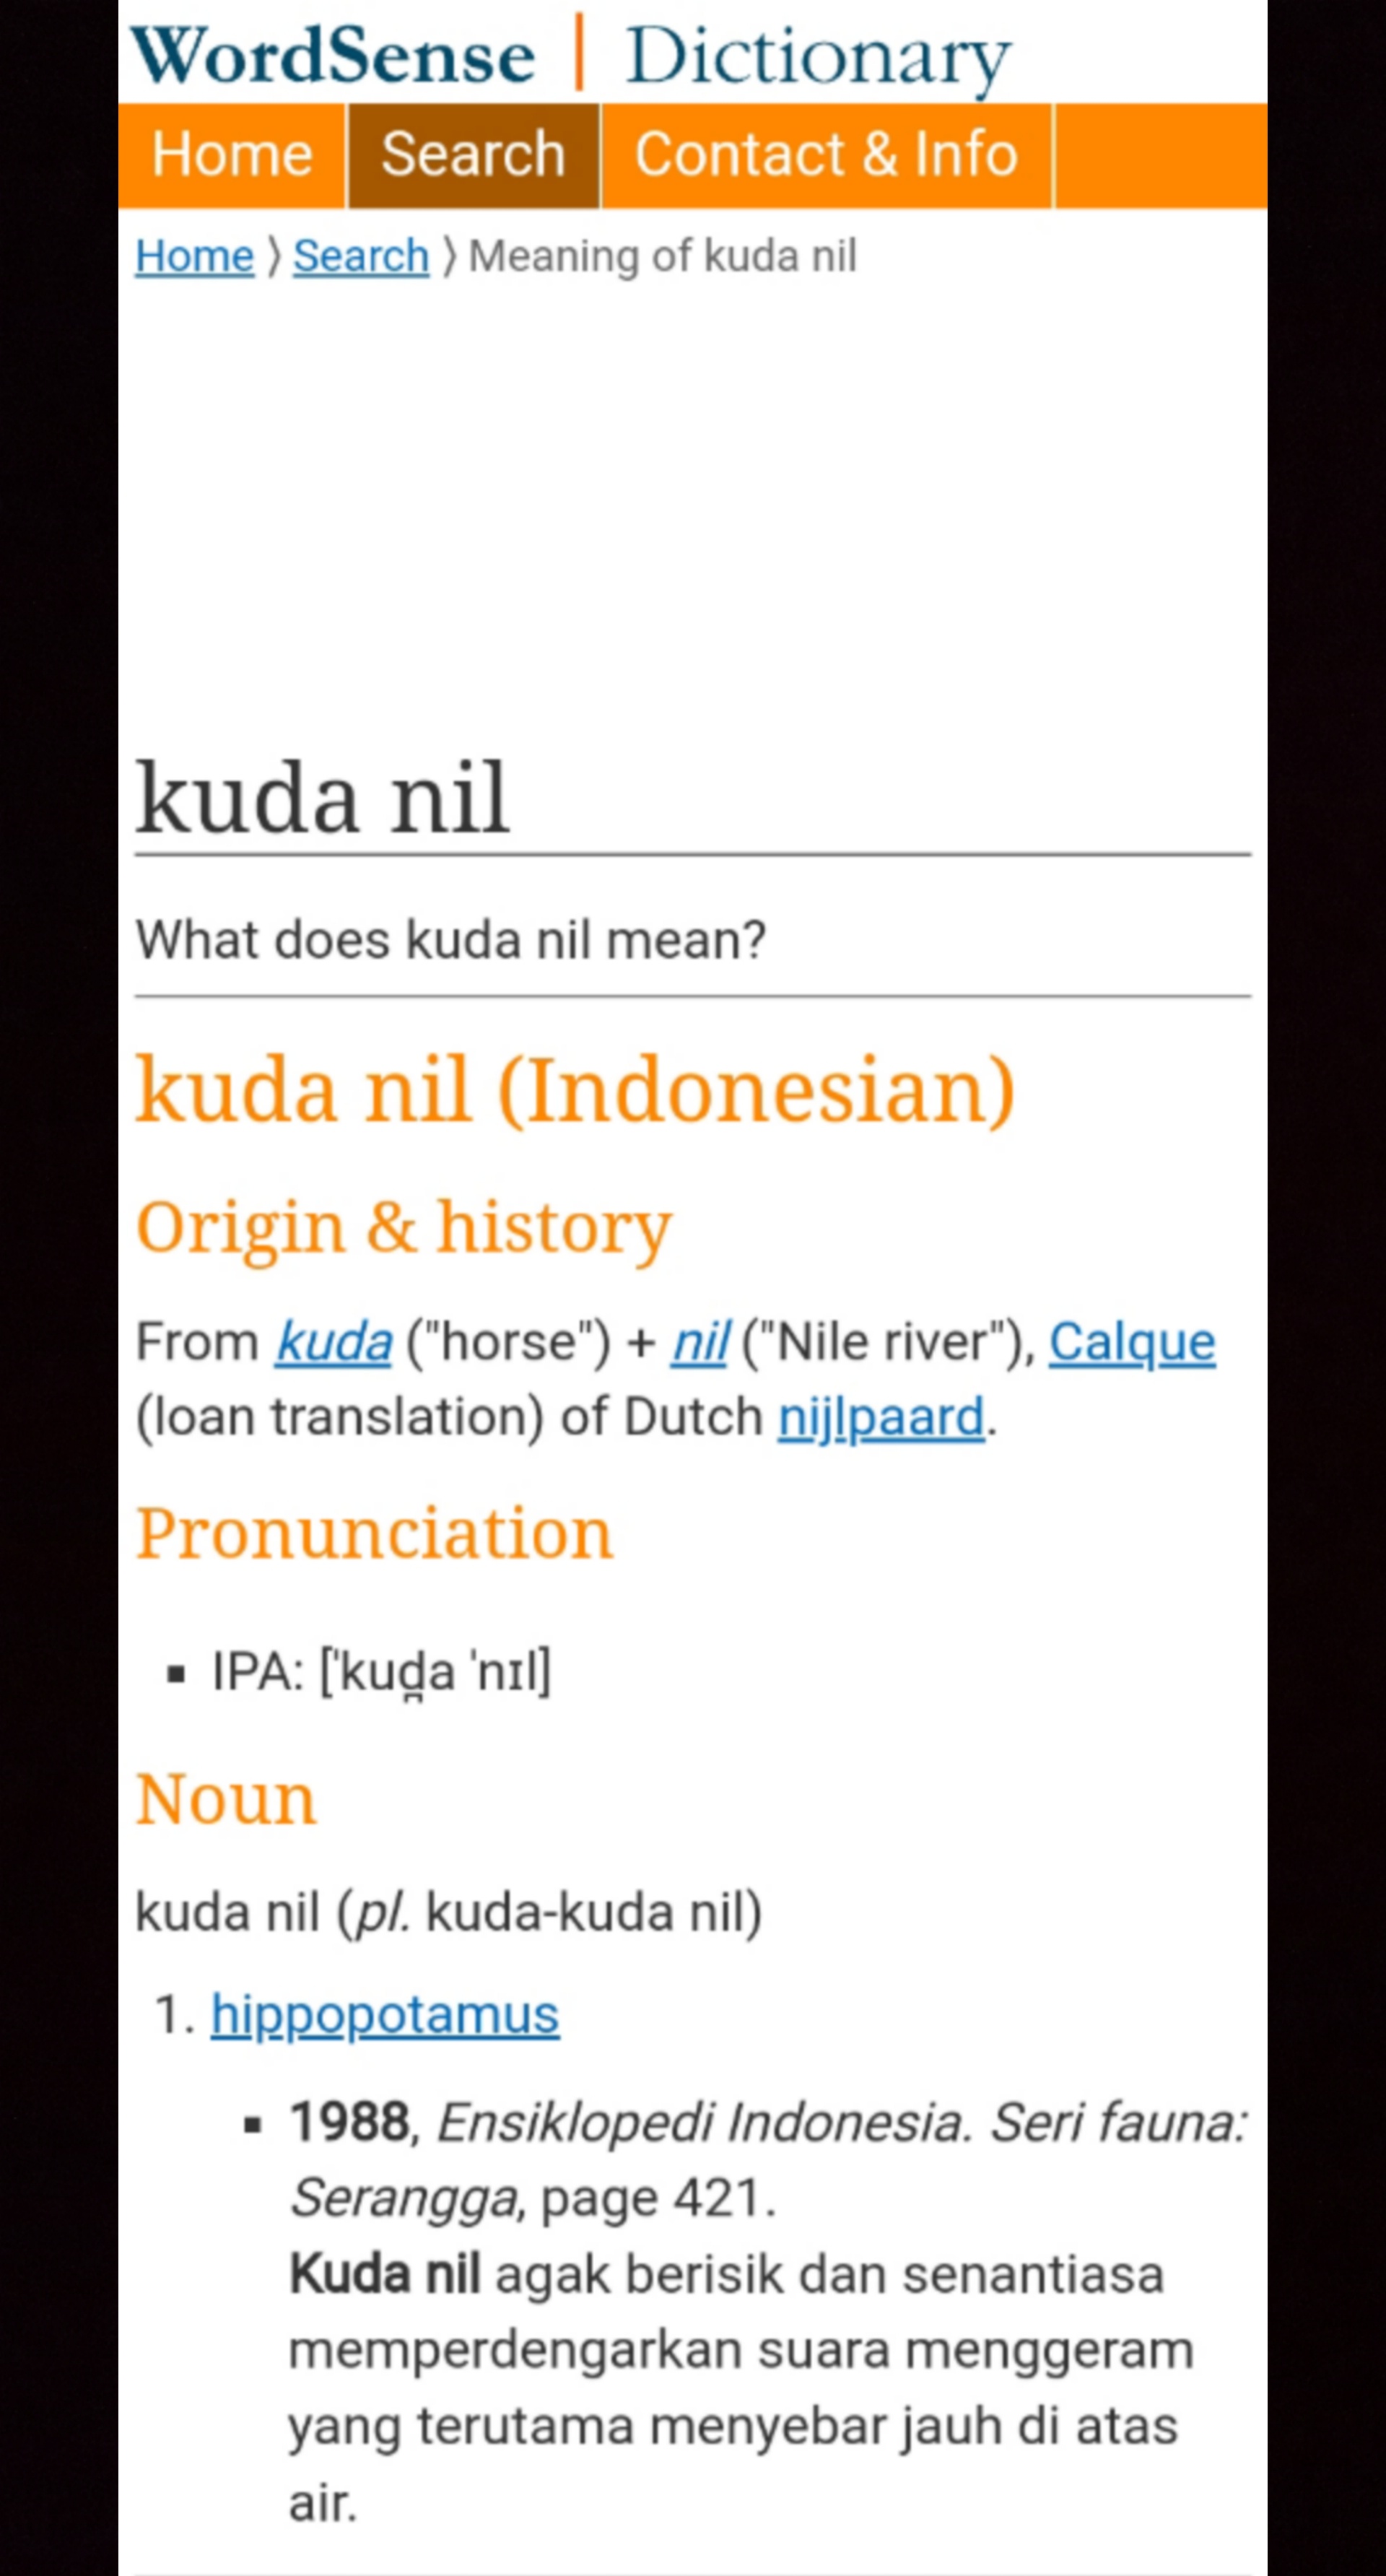 WordSense | Dictionary
Home Search Contact & Info
Home ⟩ Search ⟩ Meaning of kuda nil
kuda nil
What does kuda nil mean?
kuda nil (Indonesian)
Origin & history
From kuda ("horse") + nil ("Nile river"), Calque
(loan translation) of Dutch nijlpaard.
Pronunciation
▪ IPA: [ˈkud̪a ˈnɪl]
Noun
kuda nil (pl. kuda-kuda nil)
1. hippopotamus
▪ 1988, Ensiklopedi Indonesia. Seri fauna:
Serangga, page 421.
Kuda nil agak berisik dan senantiasa
memperdengarkan suara menggeram
yang terutama menyebar jauh di atas
air.